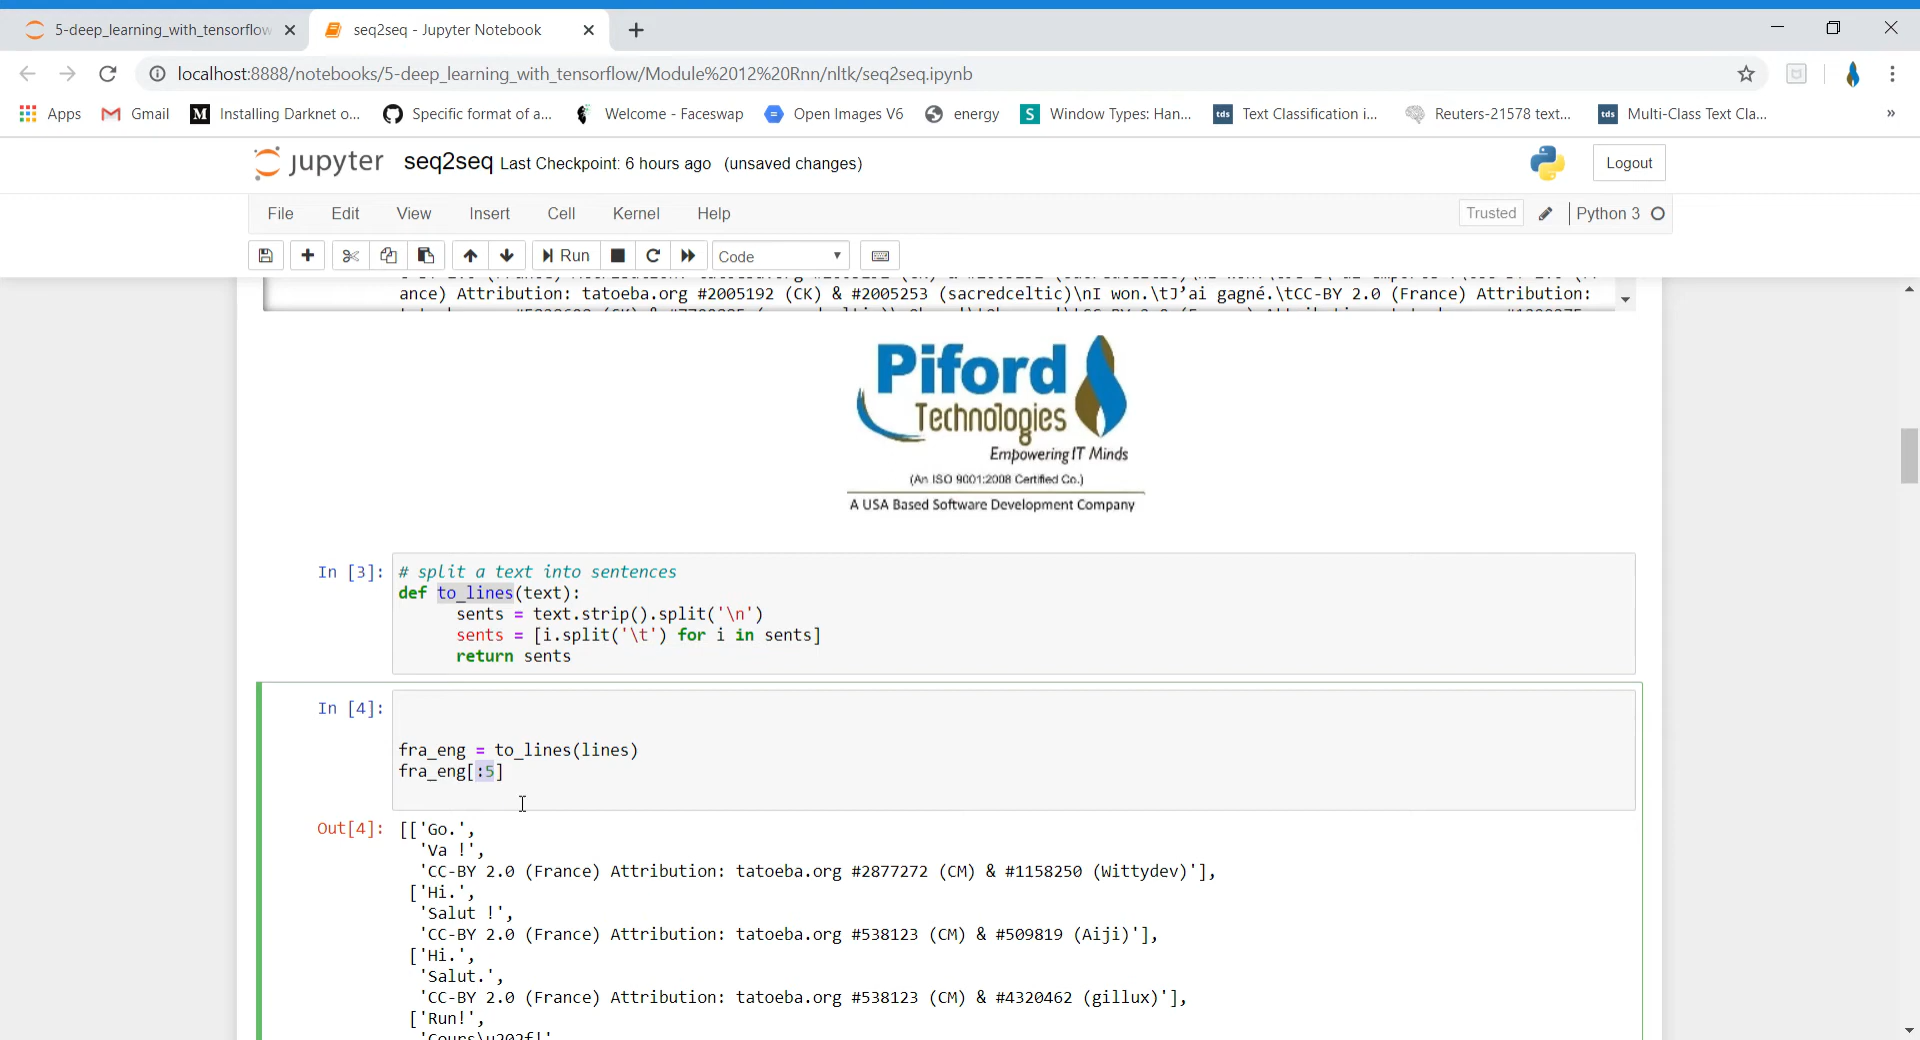 5-deep_learning_with_tensorflow
seq2seq - Jupyter Notebook
localhost:8888/notebooks/5-deep_learning_with_tensorflow/Module%2012%20Rnn/nltk/seq2seq.ipynb
Apps Gmail Installing Darknet o... Specific format of a... Welcome - Faceswap Open Images V6 energy Window Types: Han... Text Classification i... Reuters-21578 text... Multi-Class Text Cla... »
jupyter seq2seq Last Checkpoint: 6 hours ago (unsaved changes) Logout
File Edit View Insert Cell Kernel Help Trusted Python 3
Run Code
ance) Attribution: tatoeba.org #2005192 (CK) & #2005253 (sacredceltic)\nI won.\tJ’ai gagné.\tCC-BY 2.0 (France) Attribution:
Piford
Technologies
Empowering IT Minds
(An ISO 9001:2008 Certified Co.)
A USA Based Software Development Company
In [3]: # split a text into sentences
def to_lines(text):
sents = text.strip().split('\n')
sents = [i.split('\t') for i in sents]
return sents
In [4]:
fra_eng = to_lines(lines)
fra_eng[:5]
Out[4]: [['Go.',
'Va !',
'CC-BY 2.0 (France) Attribution: tatoeba.org #2877272 (CM) & #1158250 (Wittydev)'],
['Hi.',
'Salut !',
'CC-BY 2.0 (France) Attribution: tatoeba.org #538123 (CM) & #509819 (Aiji)'],
['Hi.',
'Salut.',
'CC-BY 2.0 (France) Attribution: tatoeba.org #538123 (CM) & #4320462 (gillux)'],
['Run!',
'Cours\u202f!'